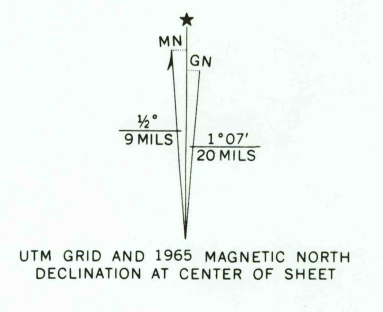 ★
MN
GN
½°
9 MILS
1°07′
20 MILS
UTM GRID AND 1965 MAGNETIC NORTH
DECLINATION AT CENTER OF SHEET